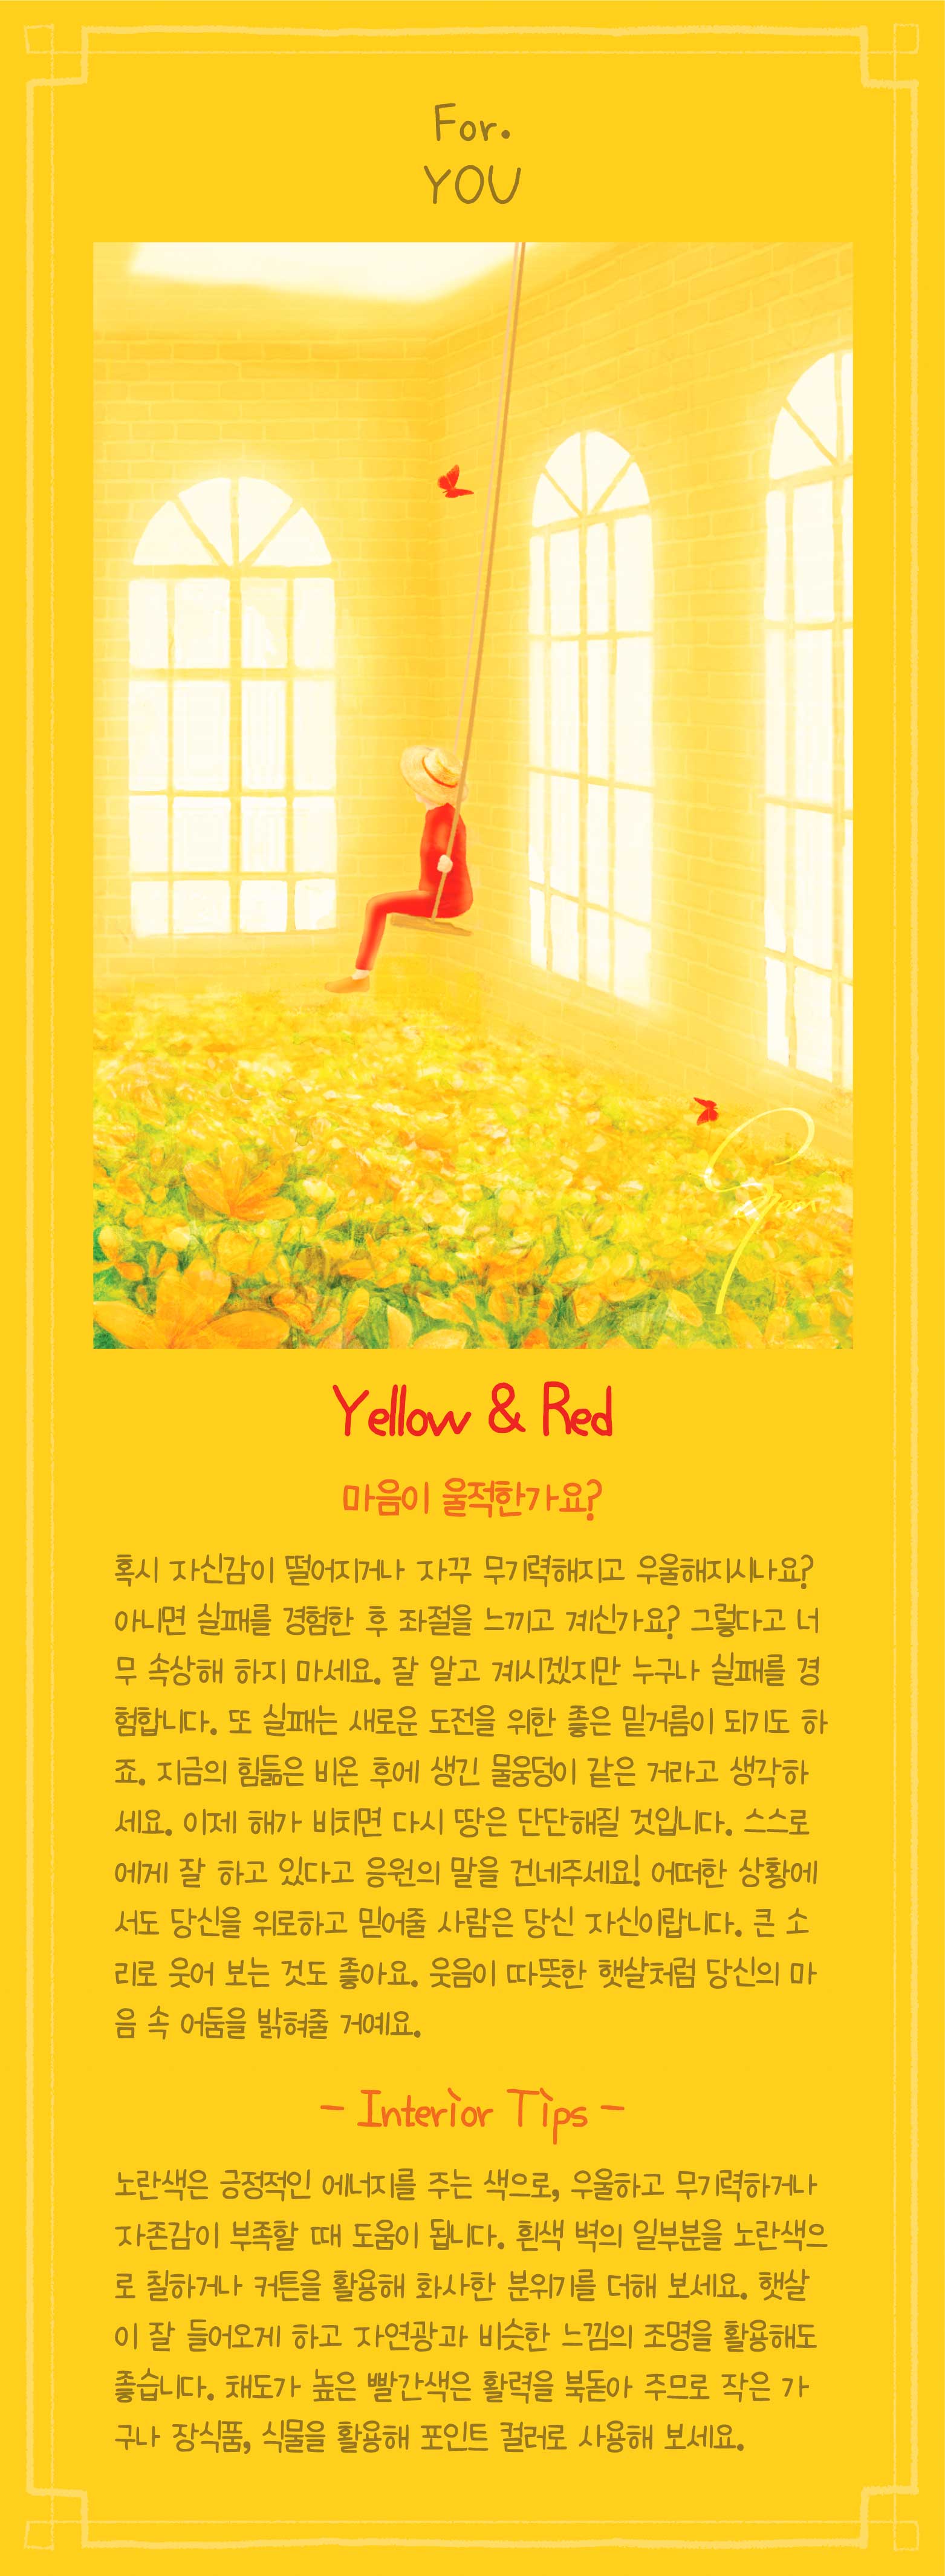 For.
YOU
Yellow & Red
마음이 울적한가요?
혹시 자신감이 떨어지거나 자꾸 무기력해지고 우울해지시나요?
아니면 실패를 경험한 후 좌절을 느끼고 계신가요? 그렇다고 너
무 속상해 하지 마세요. 잘 알고 계시겠지만 누구나 실패를 경
험합니다. 또 실패는 새로운 도전을 위한 좋은 밑거름이 되기도 하
죠. 지금의 힘듦은 비온 후에 생긴 물웅덩이 같은 거라고 생각하
세요. 이제 해가 비치면 다시 땅은 단단해질 것입니다. 스스로
에게 잘 하고 있다고 응원의 말을 건네주세요! 어떠한 상황에
서도 당신을 위로하고 믿어줄 사람은 당신 자신이랍니다. 큰 소
리로 웃어 보는 것도 좋아요. 웃음이 따뜻한 햇살처럼 당신의 마
음 속 어둠을 밝혀줄 거예요.
- Interior Tips -
노란색은 긍정적인 에너지를 주는 색으로, 우울하고 무기력하거나
자존감이 부족할 때 도움이 됩니다. 흰색 벽의 일부분을 노란색으
로 칠하거나 커튼을 활용해 화사한 분위기를 더해 보세요. 햇살
이 잘 들어오게 하고 자연광과 비슷한 느낌의 조명을 활용해도
좋습니다. 채도가 높은 빨간색은 활력을 북돋아 주므로 작은 가
구나 장식품, 식물을 활용해 포인트 컬러로 사용해 보세요.